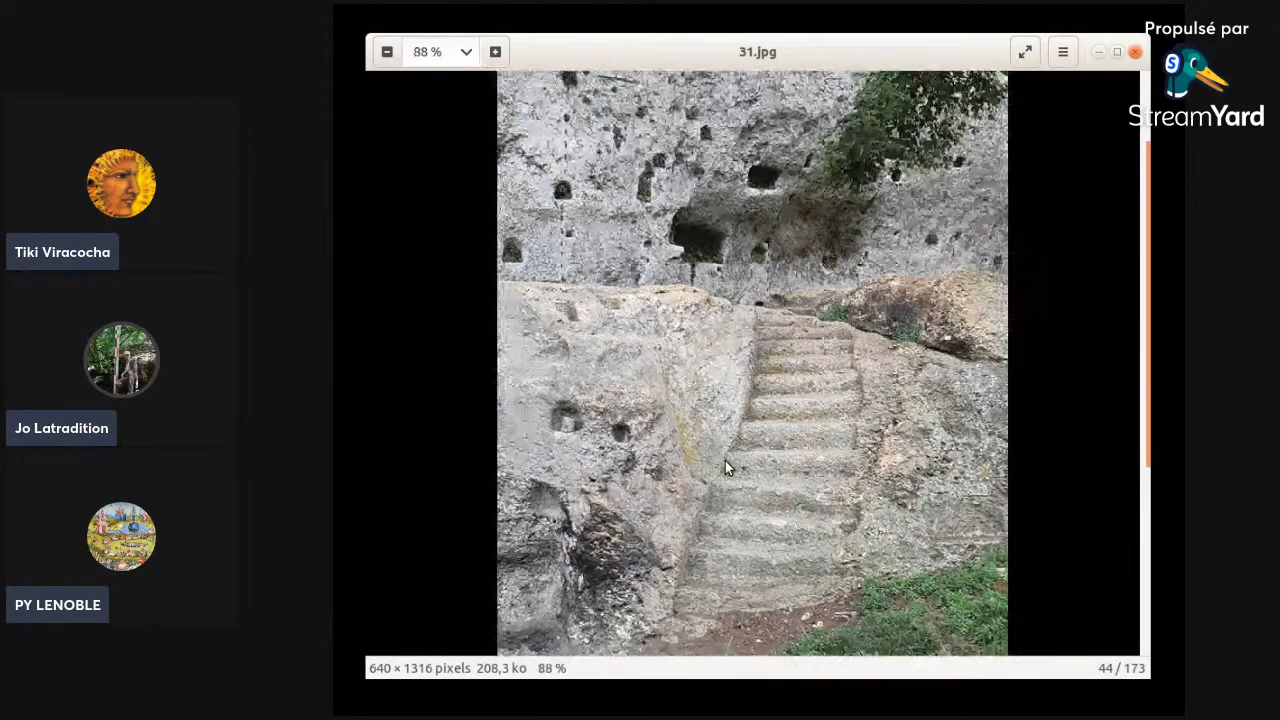 88 %
31.jpg
Propulsé par
StreamYard
Tiki Viracocha
Jo Latradition
PY LENOBLE
640 × 1316 pixels 208,3 ko 88 %
44 / 173